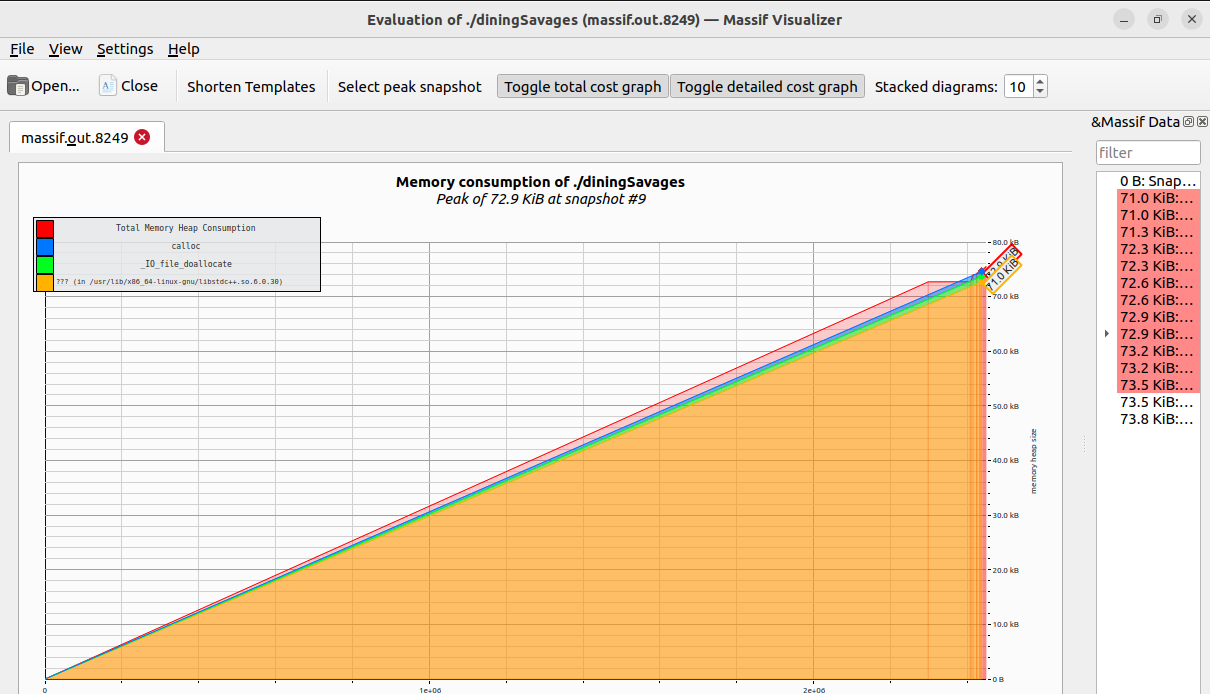 Evaluation of ./diningSavages (massif.out.8249) — Massif Visualizer
File View Settings Help
Open... Close Shorten Templates Select peak snapshot Toggle total cost graph Toggle detailed cost graph Stacked diagrams: 10
massif.out.8249
&Massif Data
filter
0 B: Snap...
71.0 KiB:...
71.0 KiB:...
71.3 KiB:...
72.3 KiB:...
72.3 KiB:...
72.6 KiB:...
72.6 KiB:...
72.9 KiB:...
72.9 KiB:...
73.2 KiB:...
73.2 KiB:...
73.5 KiB:...
73.5 KiB:...
73.8 KiB:...
Memory consumption of ./diningSavages
Peak of 72.9 KiB at snapshot #9
Total Memory Heap Consumption
calloc
_IO_file_doallocate
??? (in /usr/lib/x86_64-linux-gnu/libstdc++.so.6.0.30)
80.0 kB
71.0 KiB
70.0 kB
60.0 kB
50.0 kB
40.0 kB
30.0 kB
20.0 kB
10.0 kB
0 B
memory heap size
0 1e+06 2e+06